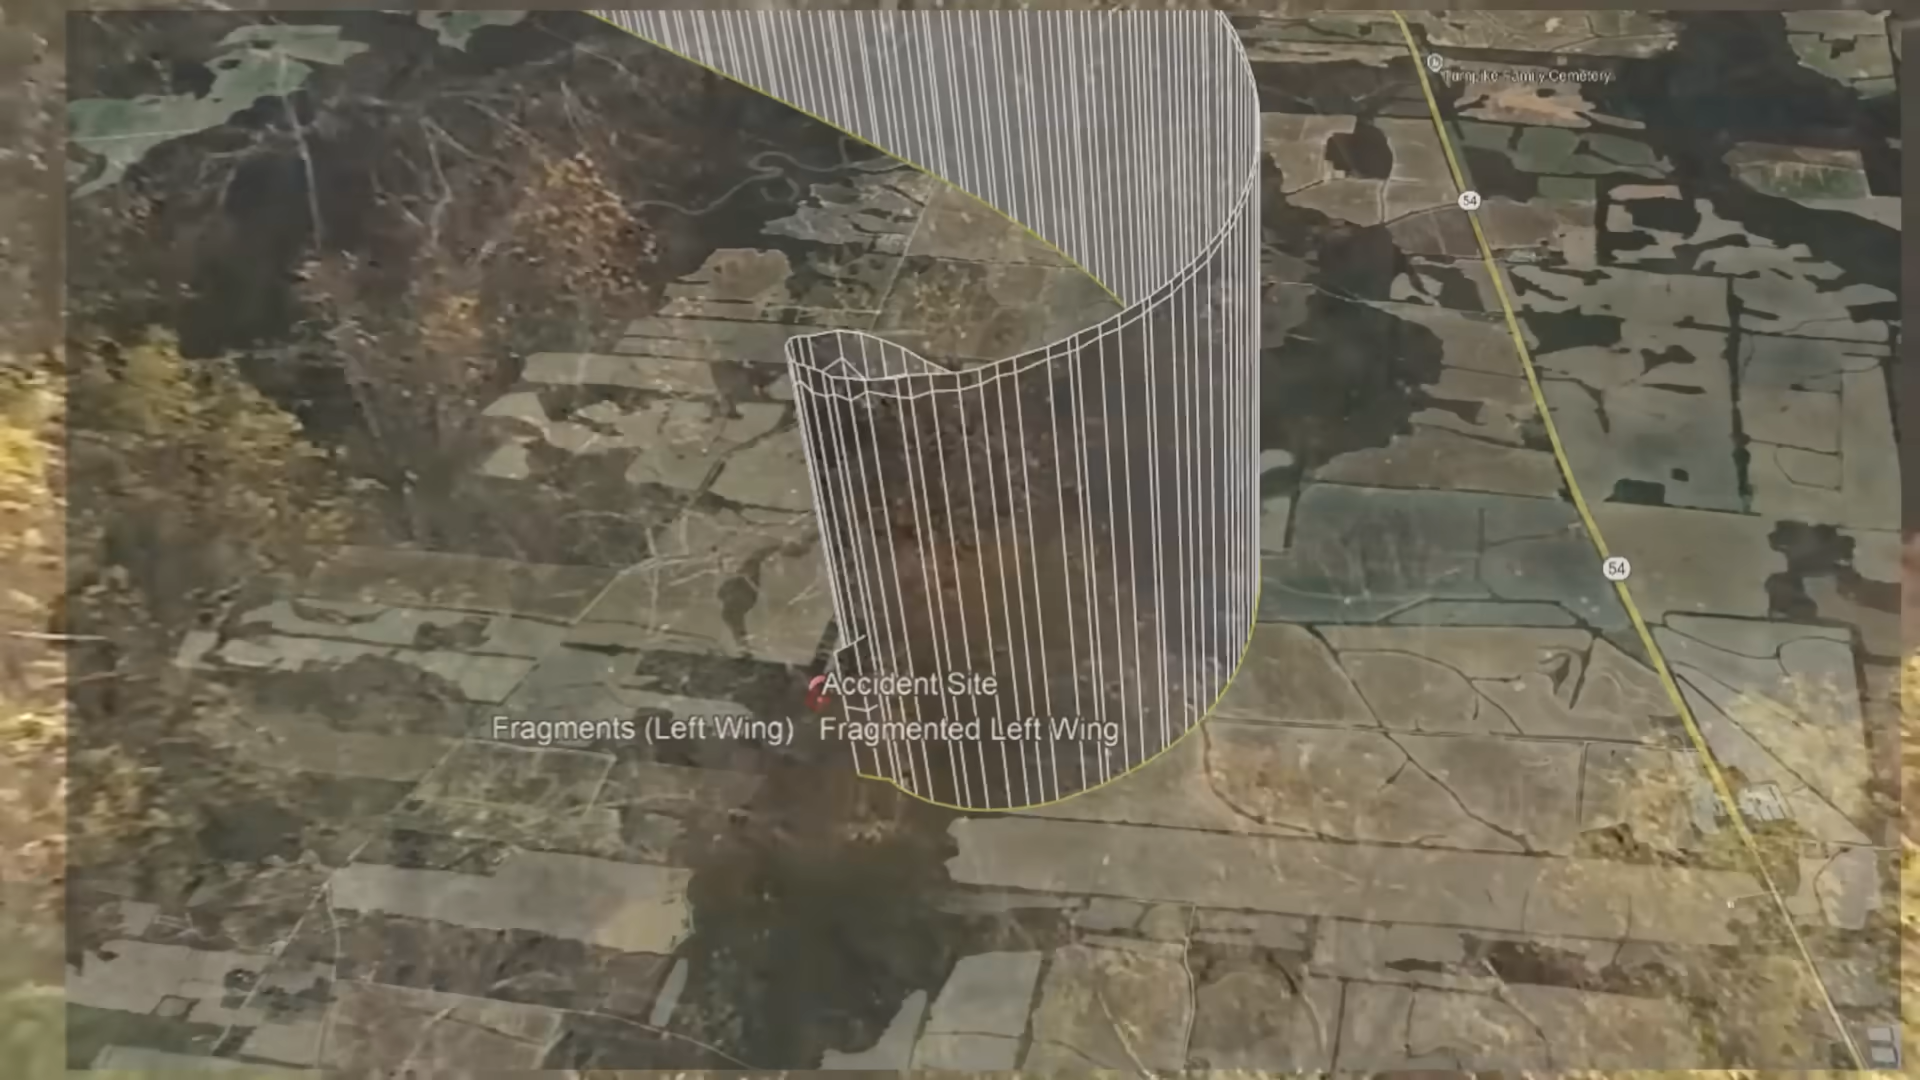 Turnpike Family Cemetery
54
54
Accident Site
Fragments (Left Wing) Fragmented Left Wing